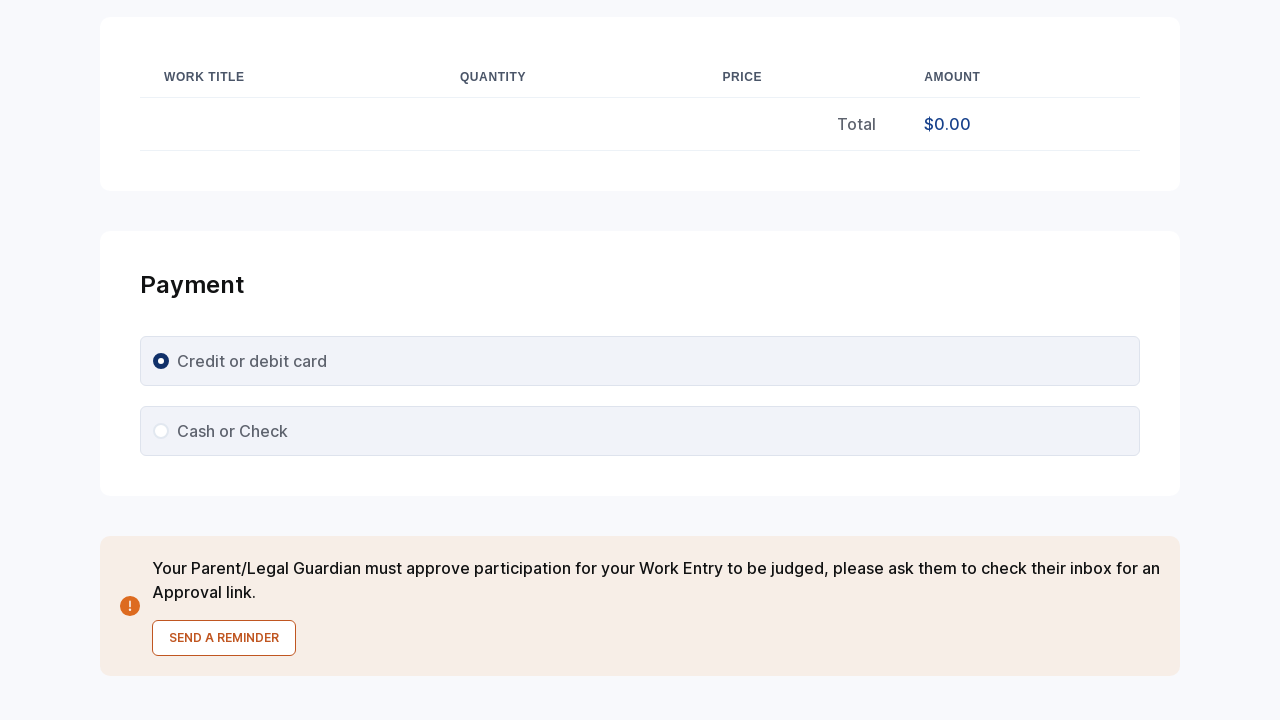 WORK TITLE QUANTITY PRICE AMOUNT
Total $0.00
Payment
Credit or debit card
Cash or Check
Your Parent/Legal Guardian must approve participation for your Work Entry to be judged, please ask them to check their inbox for an
Approval link.
SEND A REMINDER